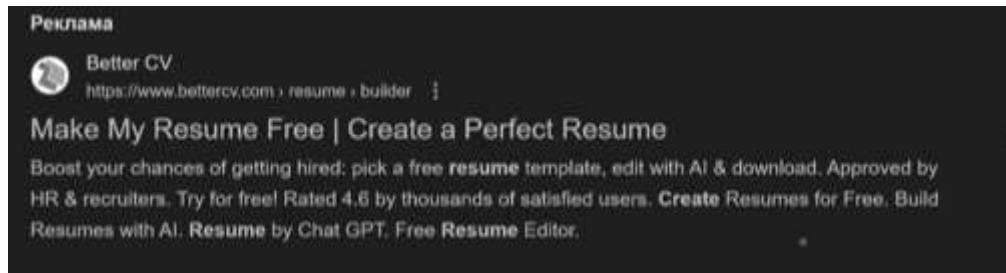 Реклама
Better CV
https://www.bettercv.com › resume › builder
Make My Resume Free | Create a Perfect Resume
Boost your chances of getting hired: pick a free resume template, edit with AI & download. Approved by
HR & recruiters. Try for free! Rated 4.6 by thousands of satisfied users. Create Resumes for Free. Build
Resumes with AI. Resume by Chat GPT. Free Resume Editor.